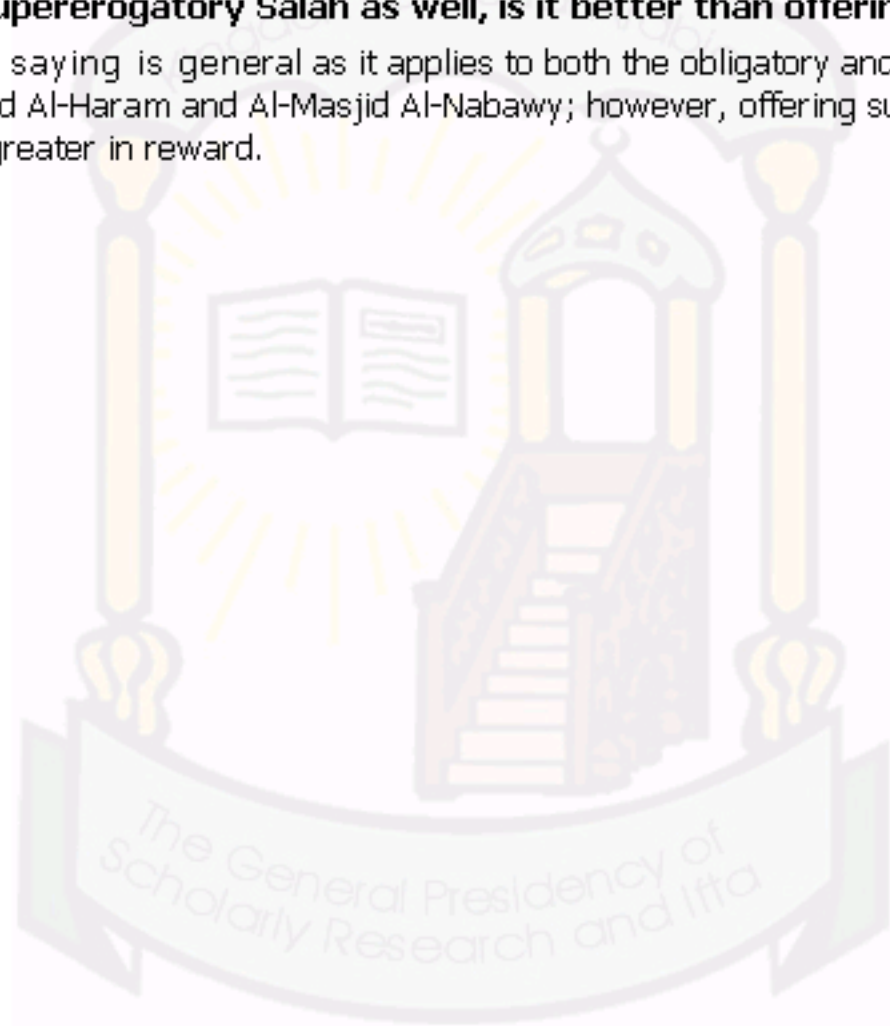 upererogatory Salah as well, is it better than offerin
saying is general as it applies to both the obligatory and
d Al-Haram and Al-Masjid Al-Nabawy; however, offering su
greater in reward.
The General Presidency of
Scholarly Research and Ifta